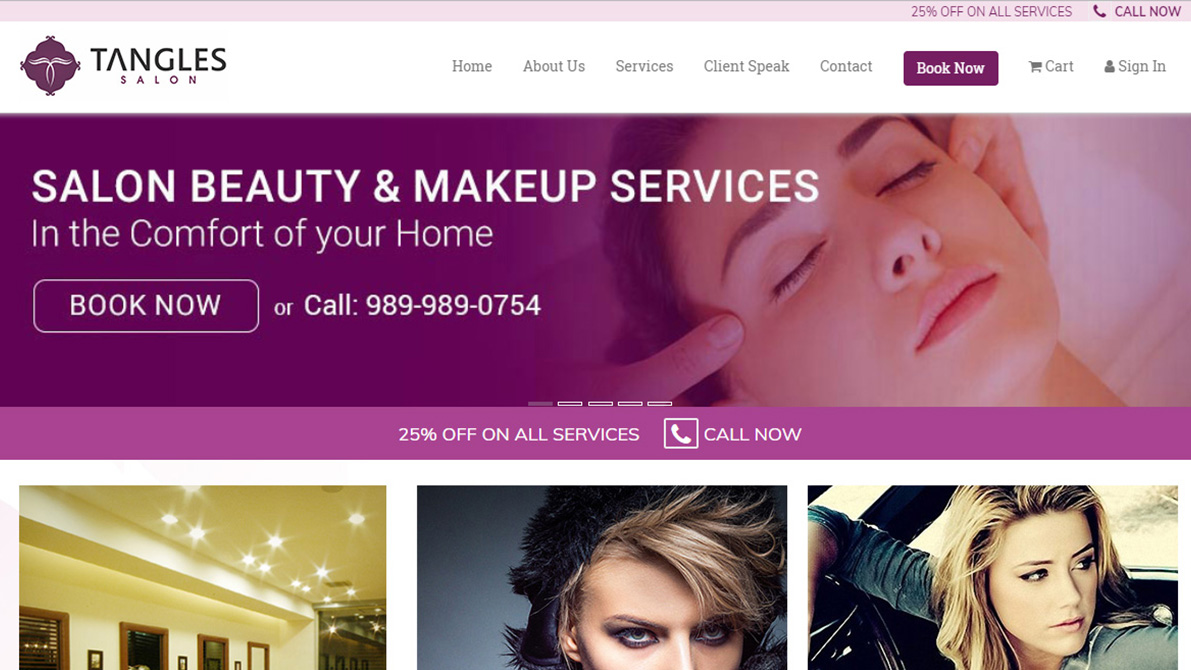 25% OFF ON ALL SERVICES CALL NOW
TANGLES
SALON
Home About Us Services Client Speak Contact Book Now Cart Sign In
SALON BEAUTY & MAKEUP SERVICES
In the Comfort of your Home
BOOK NOW or Call: 989-989-0754
25% OFF ON ALL SERVICES CALL NOW